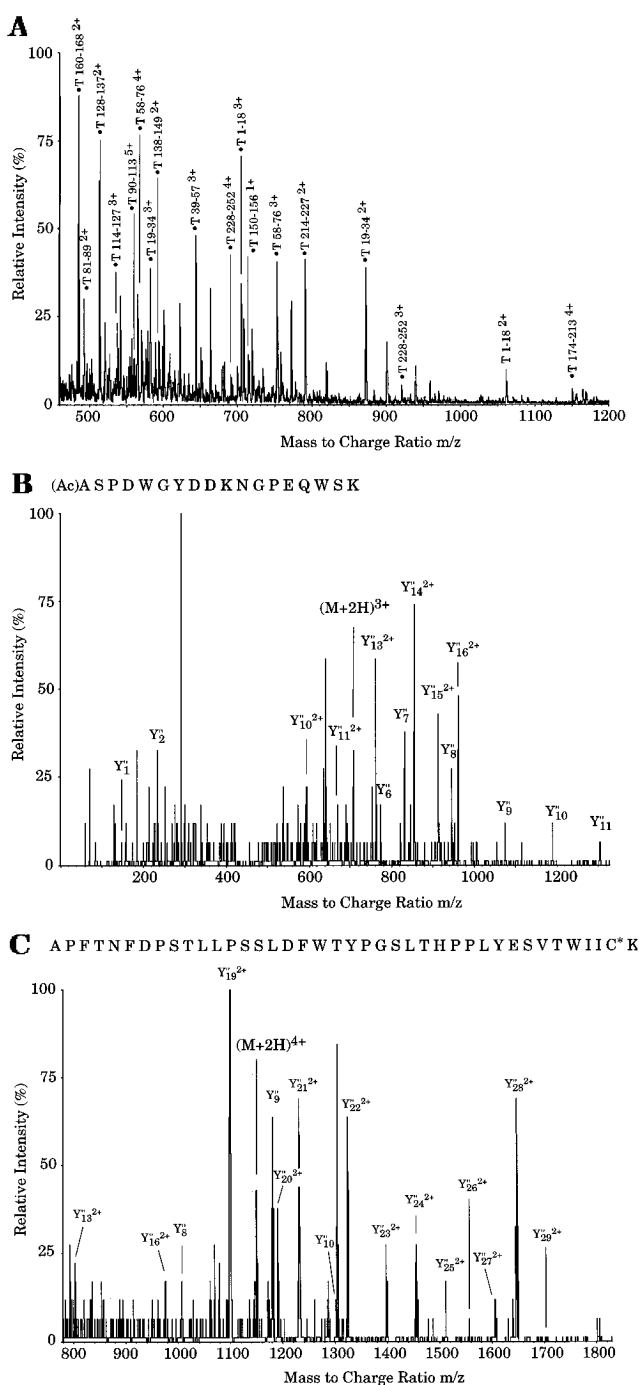 A
Relative Intensity (%)
100
75
50
25
0
•T 160-168 2+
•T 81-89 2+
•T 128-137 2+
•T 114-127 3+
•T 90-113 5+
•T 58-76 4+
•T 19-34 3+
•T 138-149 2+
•T 39-57 3+
•T 228-252 4+
•T 1-18 3+
•T 150-156 1+
•T 58-76 3+
•T 214-227 2+
•T 19-34 2+
•T 228-252 3+
T 1-18 2+
•T 174-213 4+
500 600 700 800 900 1000 1100 1200
Mass to Charge Ratio m/z
B (Ac)A S P D W G Y D D K N G P E Q W S K
Relative Intensity (%)
100
75
50
25
0
Y"1
Y"2
Y"10 2+
Y"11 2+
(M+2H)3+
Y"13 2+
Y"6
Y"7
Y"14 2+
Y"15 2+
Y"8
Y"16 2+
Y"9
Y"10
Y"11
200 400 600 800 1000 1200
Mass to Charge Ratio m/z
C A P F T N F D P S T L L P S S L D F W T Y P G S L T H P P L Y E S V T W I I C* K
Relative Intensity (%)
100
75
50
25
0
Y"13 2+
Y"16 2+
Y"8
Y"19 2+
(M+2H)4+
Y"9
Y"20 2+
Y"21 2+
Y"10
Y"22 2+
Y"23 2+
Y"24 2+
Y"25 2+
Y"26 2+
Y"27 2+
Y"28 2+
Y"29 2+
800 900 1000 1100 1200 1300 1400 1500 1600 1700 1800
Mass to Charge Ratio m/z